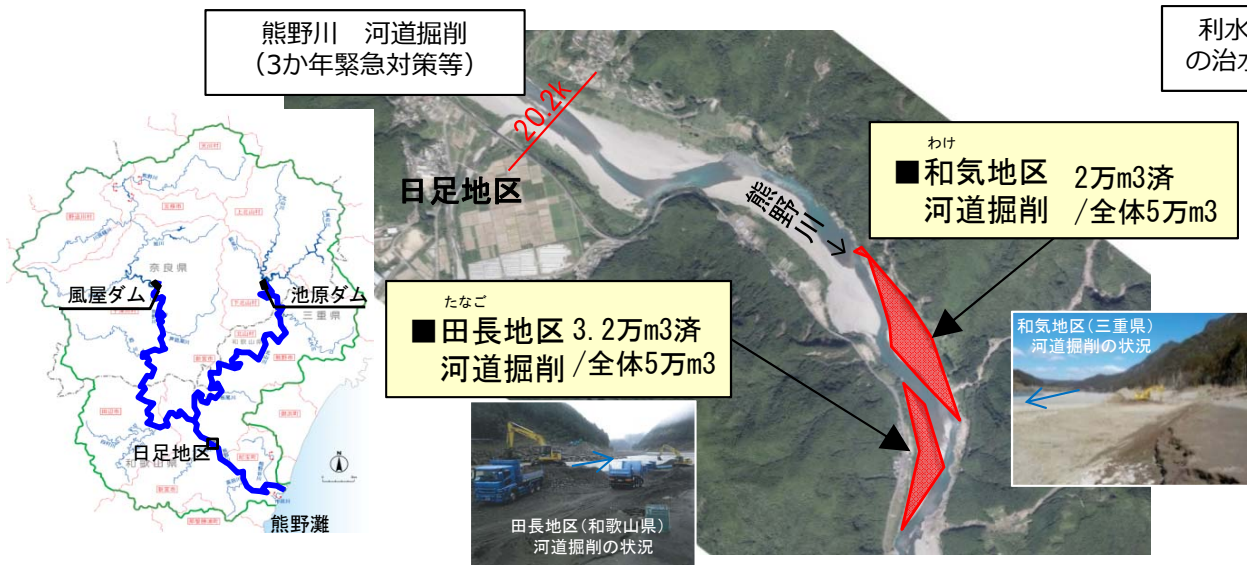 熊野川　河道掘削
（3か年緊急対策等）
利水
の治水
20.2k
日足地区
熊野川
わけ
■和気地区 2万m3済
河道掘削 /全体5万m3
たなご
■田長地区 3.2万m3済
河道掘削 /全体5万m3
和気地区(三重県)
河道掘削の状況
田長地区(和歌山県)
河道掘削の状況
奈良県
風屋ダム
池原ダム
三重県
日足地区
和歌山県
熊野灘